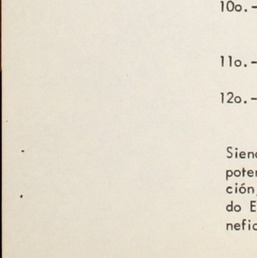 10o.-
11o.-
12o.-
Siend
poten
ción,
do E
nefic